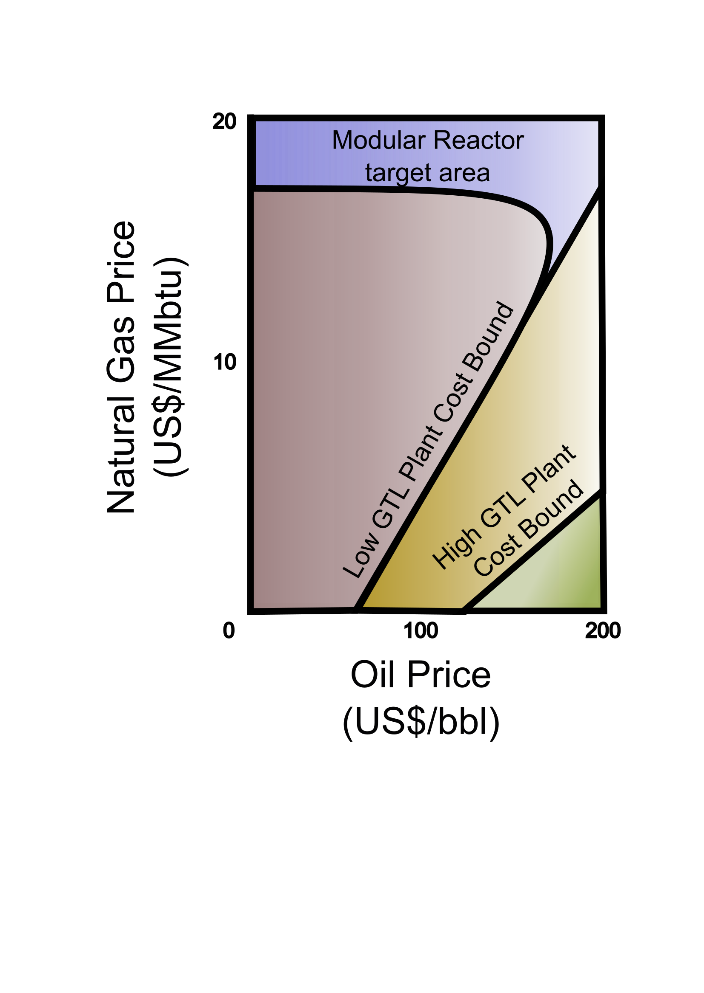 20
Modular Reactor
target area
Natural Gas Price
(US$/MMbtu)
10
Low GTL Plant Cost Bound
High GTL Plant
Cost Bound
0
100
200
Oil Price
(US$/bbl)